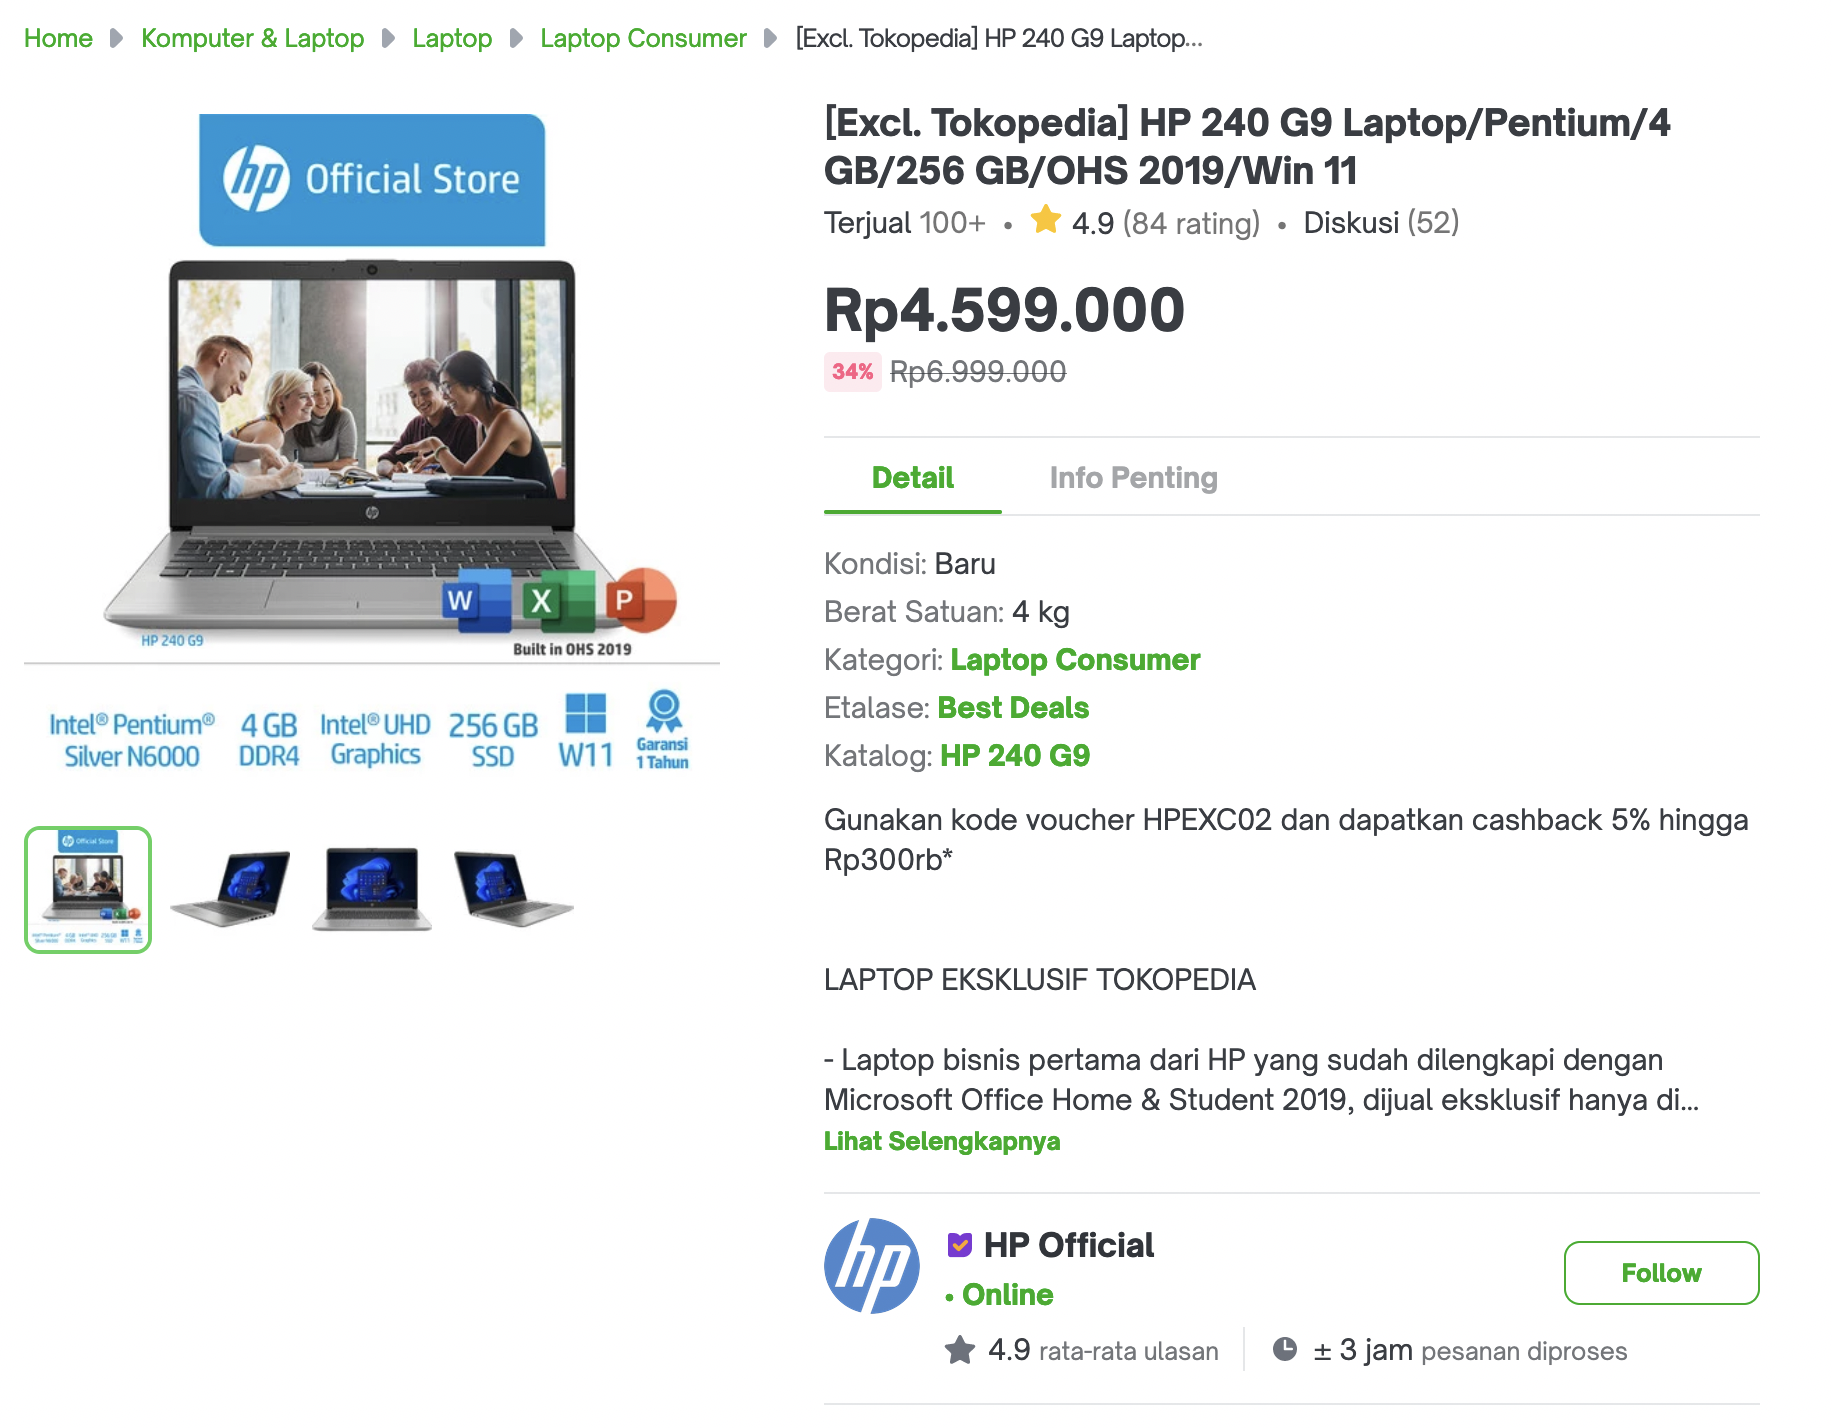 Home Komputer & Laptop Laptop Laptop Consumer [Excl. Tokopedia] HP 240 G9 Laptop...
hp Official Store
hp
HP 240 G9
W X P
Built in OHS 2019
Intel® Pentium® Silver N6000
4 GB DDR4
Intel® UHD Graphics
256 GB SSD
W11
Garansi 1 Tahun
hp Official Store
[Excl. Tokopedia] HP 240 G9 Laptop/Pentium/4
GB/256 GB/OHS 2019/Win 11
Terjual 100+ • 4.9 (84 rating) • Diskusi (52)
Rp4.599.000
34% Rp6.999.000
Detail Info Penting
Kondisi: Baru
Berat Satuan: 4 kg
Kategori: Laptop Consumer
Etalase: Best Deals
Katalog: HP 240 G9
Gunakan kode voucher HPEXC02 dan dapatkan cashback 5% hingga
Rp300rb*
LAPTOP EKSKLUSIF TOKOPEDIA
- Laptop bisnis pertama dari HP yang sudah dilengkapi dengan
Microsoft Office Home & Student 2019, dijual eksklusif hanya di...
Lihat Selengkapnya
hp
HP Official
• Online
Follow
4.9 rata-rata ulasan
± 3 jam pesanan diproses